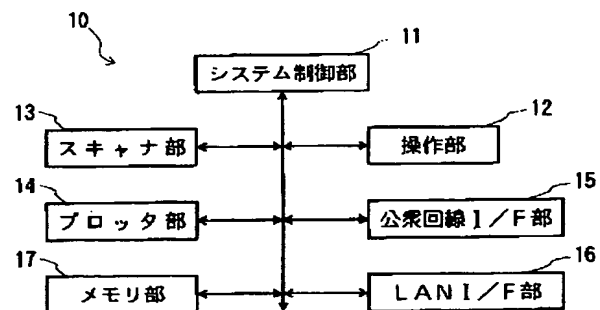 10
11
システム制御部
13
スキャナ部
12
操作部
14
プロッタ部
15
公衆回線I/F部
17
メモリ部
16
LANI/F部